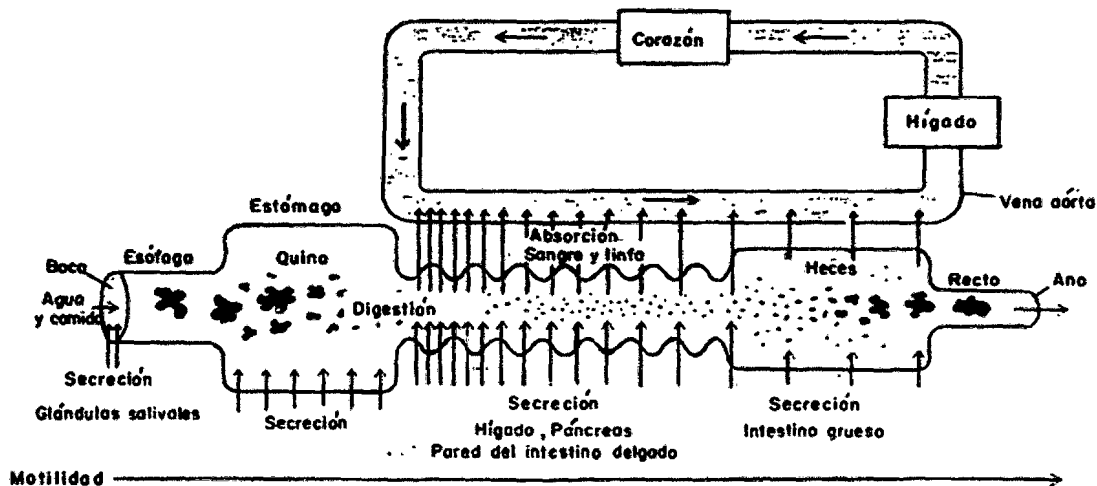 Corazón
Hígado
Vena aórta
Estómago
Absorción
Sangre y linfa
Esófago
Quino
Heces
Boca
Recto
Ano
Agua
y comida
Digestión
Secreción
Glándulas salivales
Secreción
Secreción
Hígado, Páncreas
Pared del intestino delgado
Secreción
Intestino grueso
Motilidad